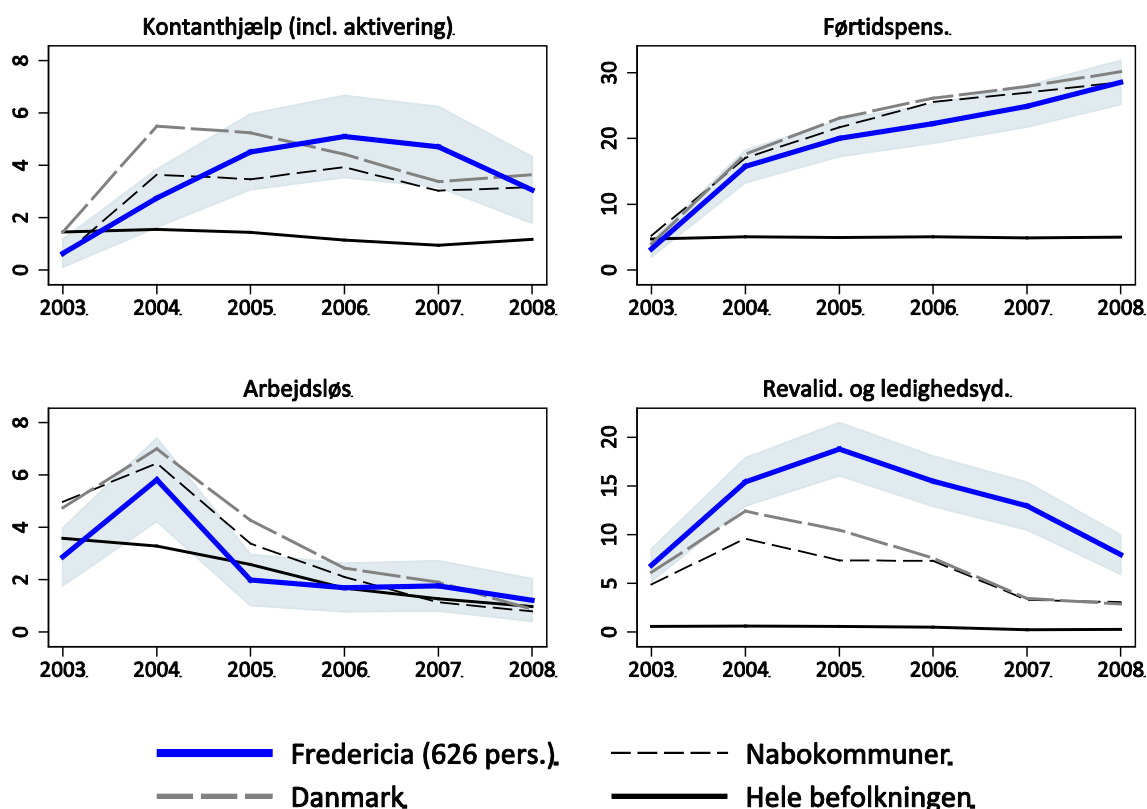 Kontanthjælp (incl. aktivering).
8
6
4
2
0
2003. 2004. 2005. 2006. 2007. 2008.
Førtidspens.
30
20
10
0
2003. 2004. 2005. 2006. 2007. 2008.
Arbejdsløs.
8
6
4
2
0
2003. 2004. 2005. 2006. 2007. 2008.
Revalid. og ledighedsyd.
20
15
10
5
0
2003. 2004. 2005. 2006. 2007. 2008.
Fredericia (626 pers.).
Nabokommuner.
Danmark.
Hele befolkningen.